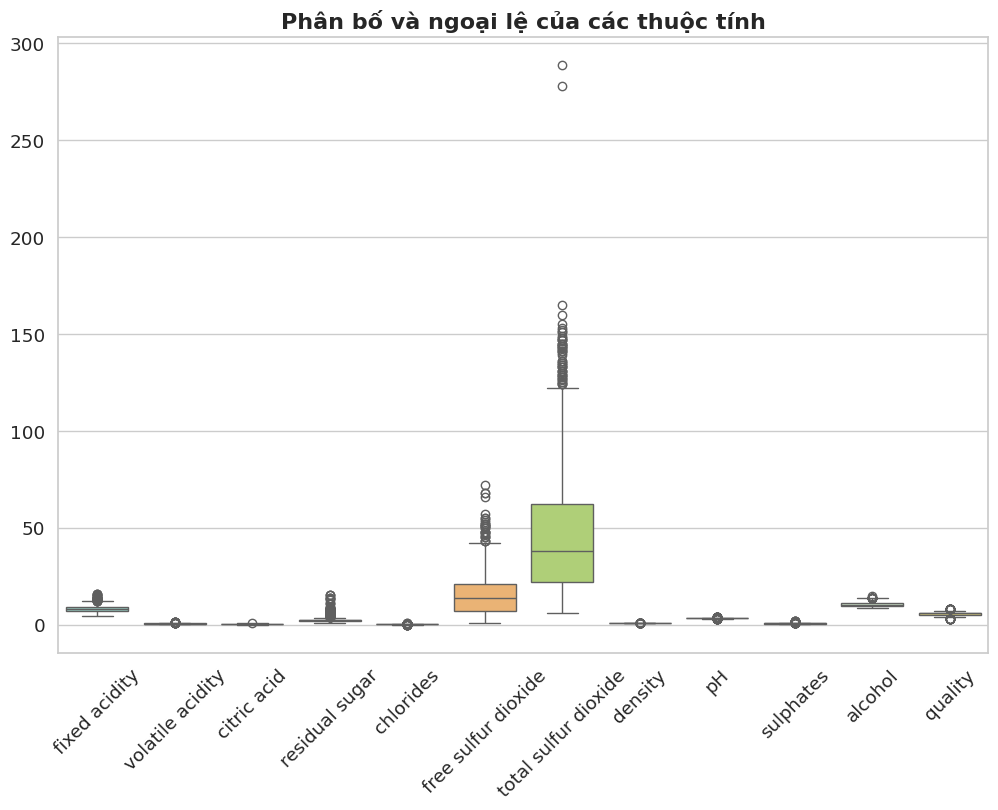 Phân bố và ngoại lệ của các thuộc tính
300
250
200
150
100
50
0
fixed acidity
volatile acidity
citric acid
residual sugar
chlorides
free sulfur dioxide
total sulfur dioxide
density
pH
sulphates
alcohol
quality